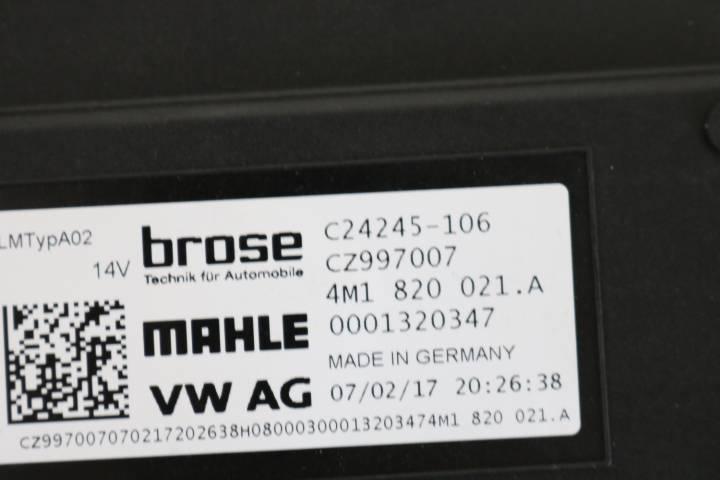 LMTypA02
14V
brose
Technik für Automobile
C24245-106
CZ997007
4M1 820 021.A
MAHLE
0001320347
MADE IN GERMANY
VW AG
07/02/17 20:26:38
CZ997007070217202638H08000300013203474M1 820 021.A